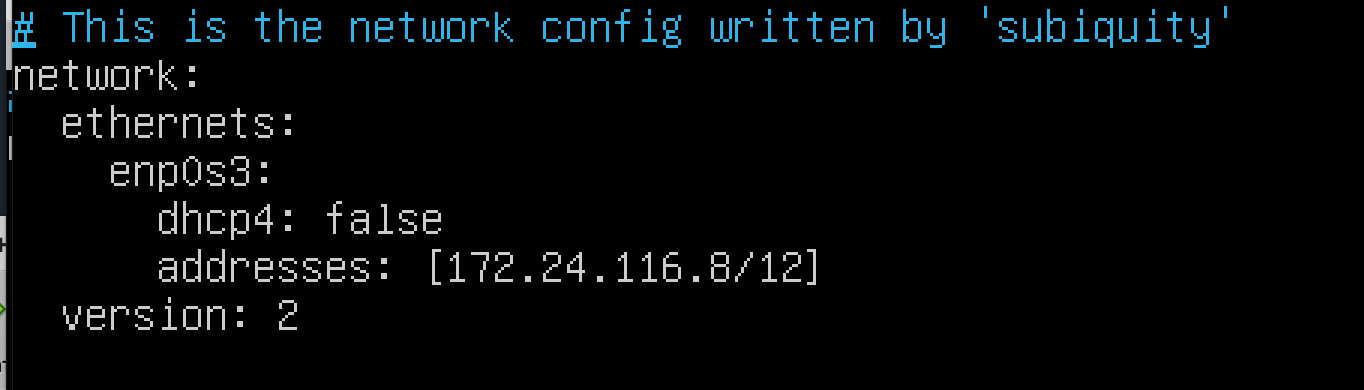 # This is the network config written by 'subiquity'
network:
  ethernets:
    enp0s3:
      dhcp4: false
      addresses: [172.24.116.8/12]
  version: 2